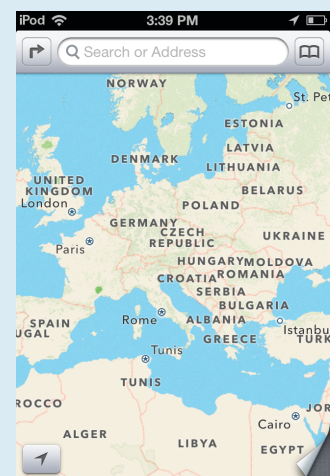 iPod 3:39 PM
Search or Address
NORWAY
St. Pet
ESTONIA
LATVIA
DENMARK
LITHUANIA
UNITED
KINGDOM
BELARUS
London
POLAND
GERMANY
CZECH
REPUBLIC
UKRAINE
Paris
HUNGARY
MOLDOVA
CROATIA
ROMANIA
SERBIA
BULGARIA
SPAIN
UGAL
Rome
ALBANIA
Istanbu
GREECE
TURK
Tunis
TUNIS
ROCCO
JOR
Cairo
ALGER
LIBYA
EGYPT